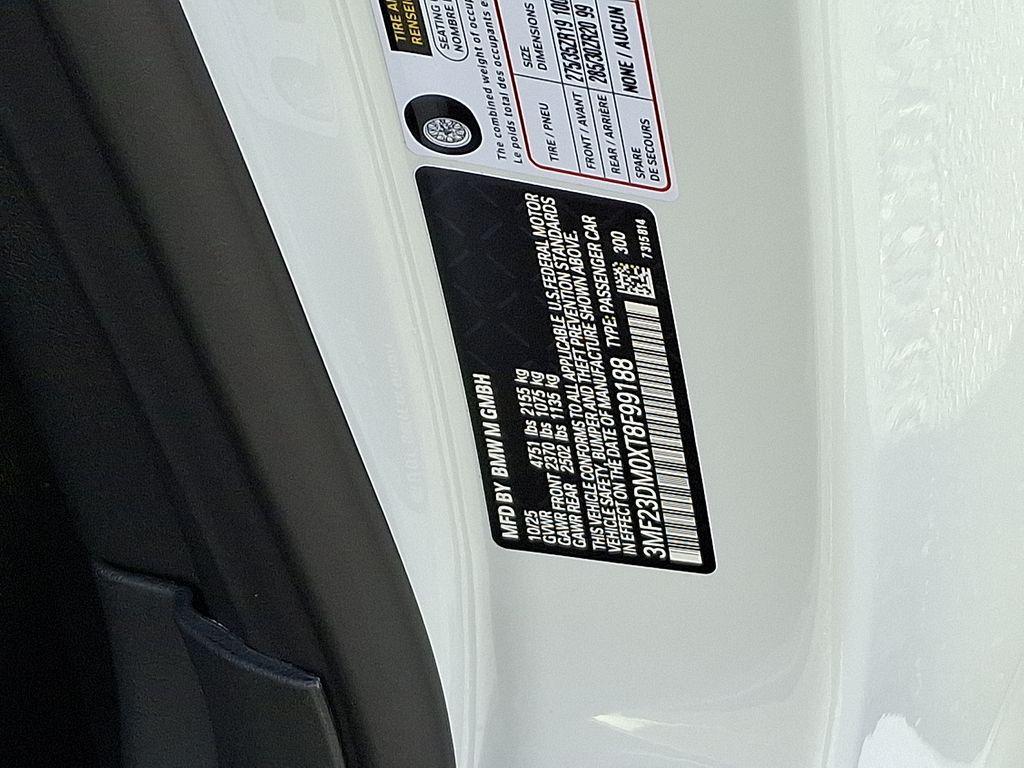 TIRE A
RENSEI
SEATING
NOMBRE
The combined weight of occup
Le poids total des occupants e
TIRE / PNEU
SIZE
DIMENSIONS
FRONT / AVANT
275/35ZR19 100
REAR / ARRIÈRE
285/30ZR20 99
SPARE
DE SECOURS
NONE AUCUN
MFD BY BMW M GMBH
10/25
GVWR 4751 lbs 2155 kg
GAWR FRONT 2370 lbs 1075 kg
GAWR REAR 2502 lbs 1135 kg
THIS VEHICLE CONFORMS TO ALL APPLICABLE U.S.FEDERAL MOTOR
VEHICLE SAFETY, BUMPER AND THEFT PREVENTION STANDARDS
IN EFFECT ON THE DATE OF MANUFACTURE SHOWN ABOVE.
3MF23DM0XT8F99188 TYPE: PASSENGER CAR
300
7315814